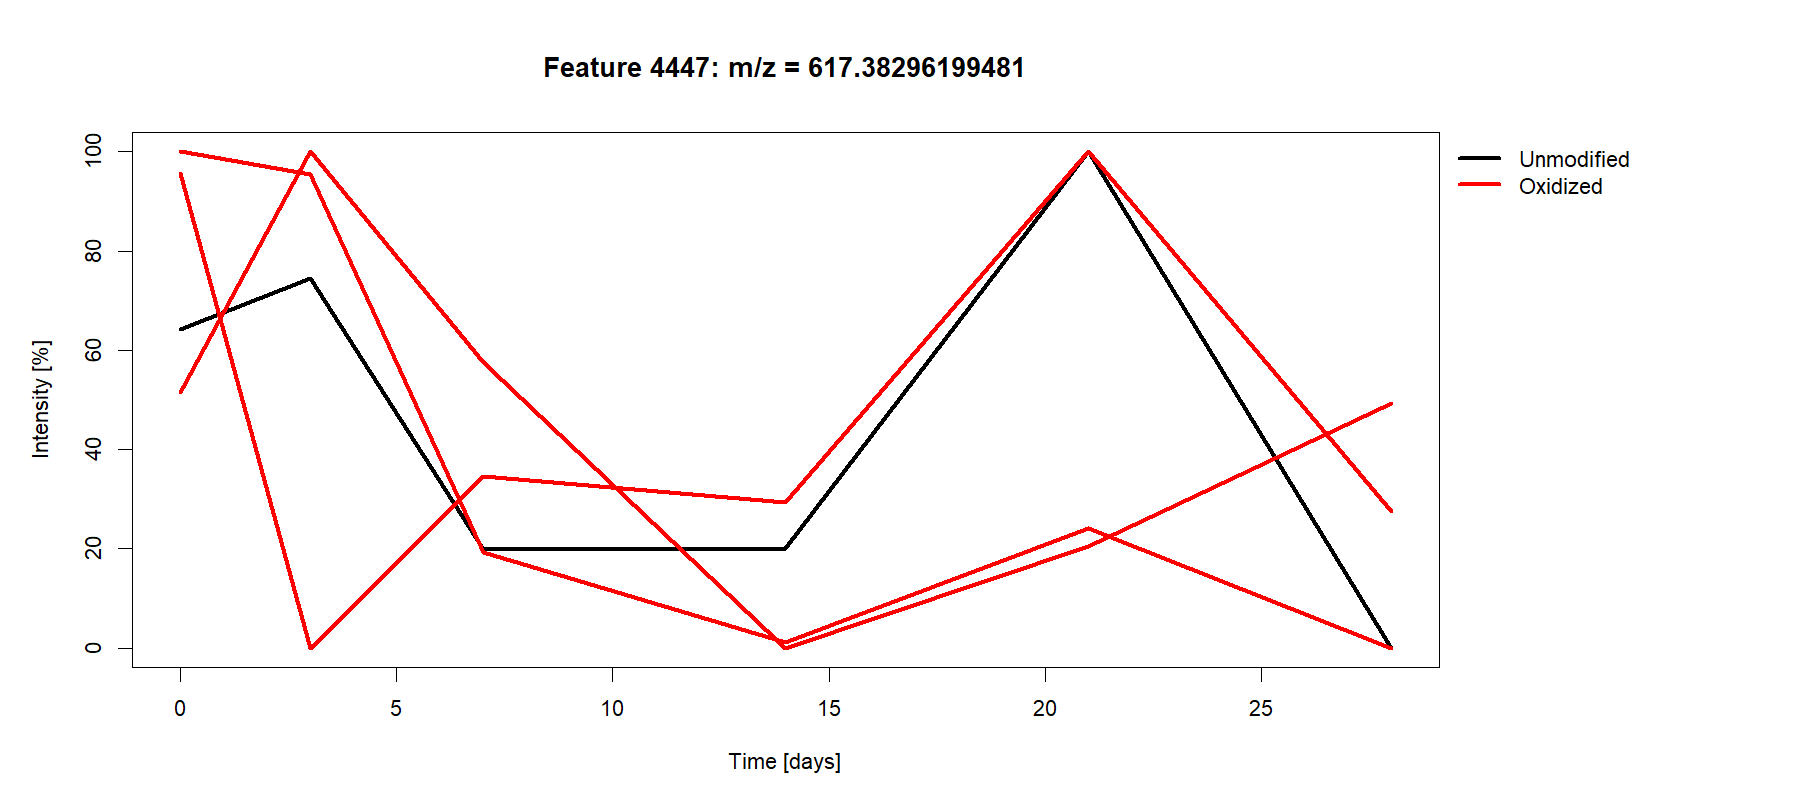 Feature 4447: m/z = 617.38296199481
Unmodified
Oxidized
Intensity [%]
100
80
60
40
20
0
0 5 10 15 20 25
Time [days]